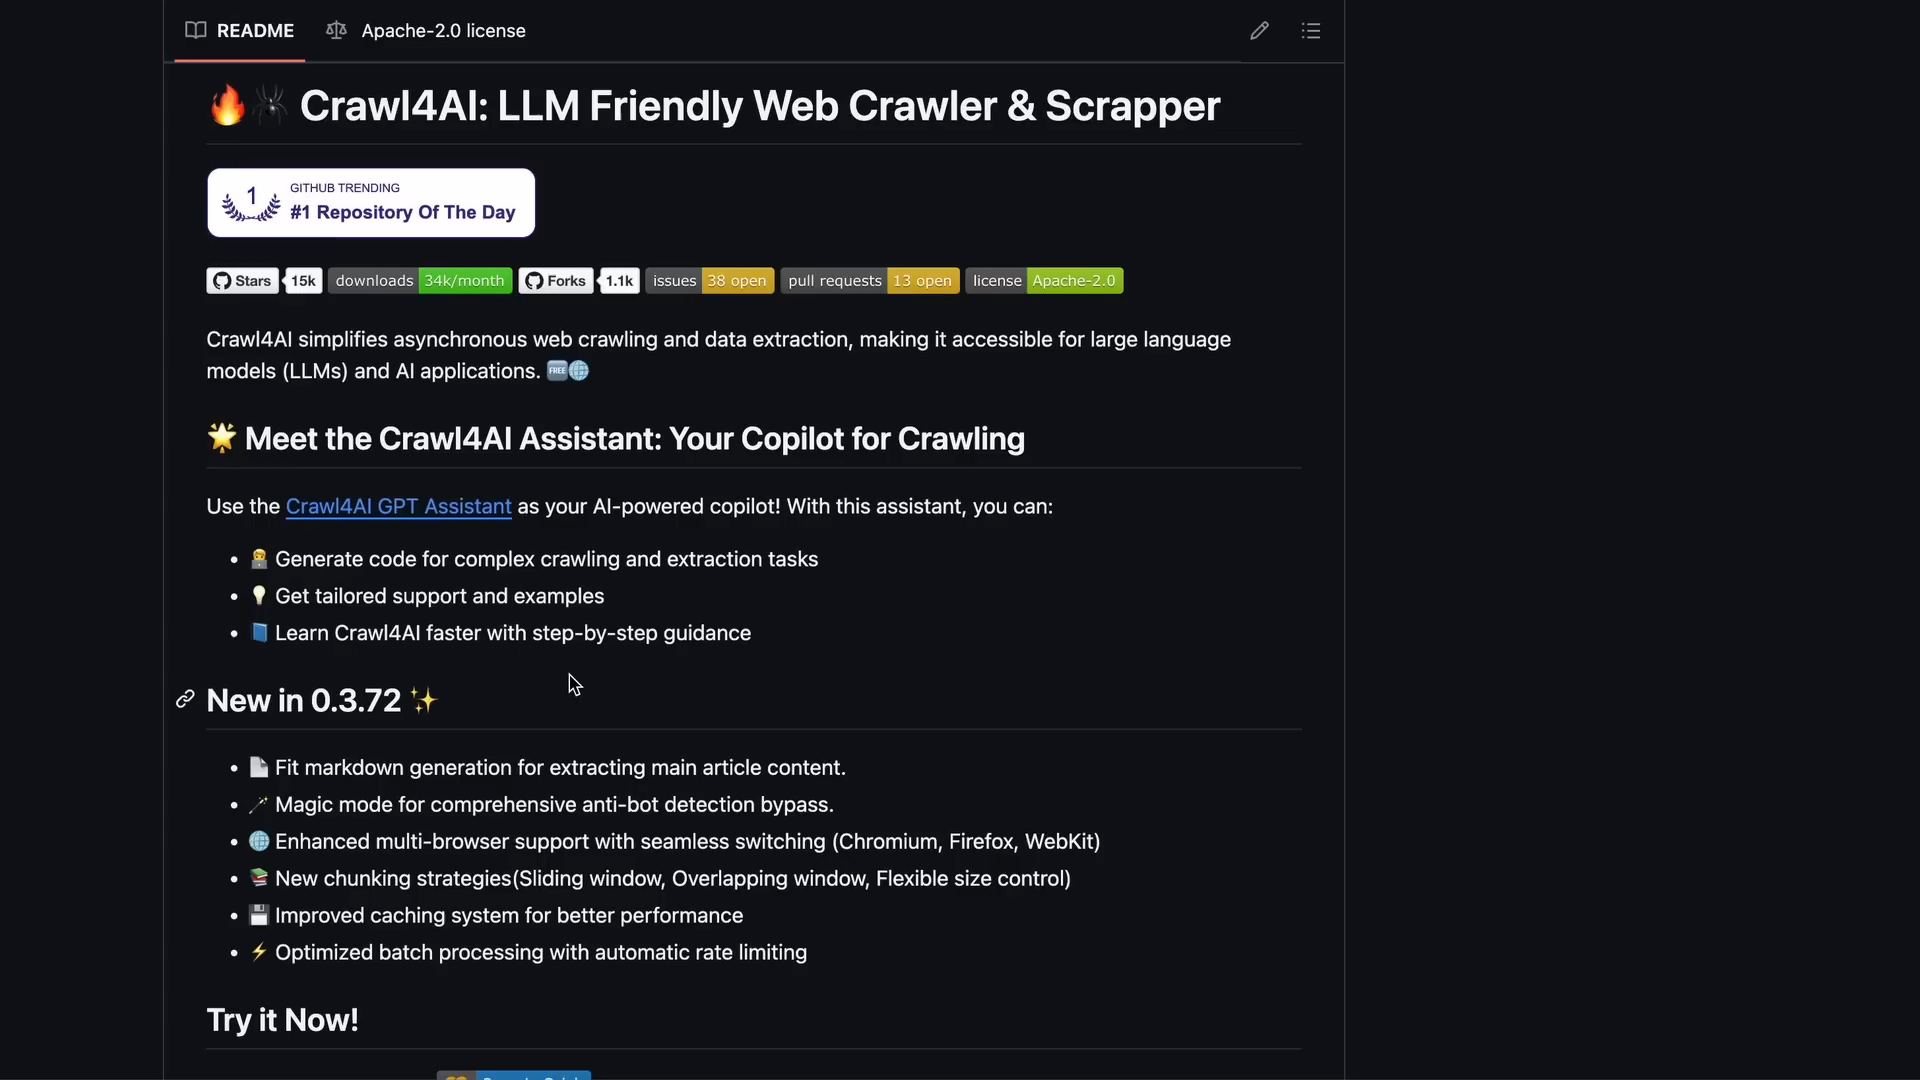 README Apache-2.0 license
Crawl4AI: LLM Friendly Web Crawler & Scrapper
1
GITHUB TRENDING
#1 Repository Of The Day
Stars 15k downloads 34k/month Forks 1.1k issues 38 open pull requests 13 open license Apache-2.0
Crawl4AI simplifies asynchronous web crawling and data extraction, making it accessible for large language
models (LLMs) and AI applications. 🆓🌐
🌟 Meet the Crawl4AI Assistant: Your Copilot for Crawling
Use the Crawl4AI GPT Assistant as your AI-powered copilot! With this assistant, you can:
• 🧑‍💻 Generate code for complex crawling and extraction tasks
• 💡 Get tailored support and examples
• 📘 Learn Crawl4AI faster with step-by-step guidance
New in 0.3.72 ✨
• 📄 Fit markdown generation for extracting main article content.
• 🪄 Magic mode for comprehensive anti-bot detection bypass.
• 🌐 Enhanced multi-browser support with seamless switching (Chromium, Firefox, WebKit)
• 📚 New chunking strategies(Sliding window, Overlapping window, Flexible size control)
• 💾 Improved caching system for better performance
• ⚡ Optimized batch processing with automatic rate limiting
Try it Now!